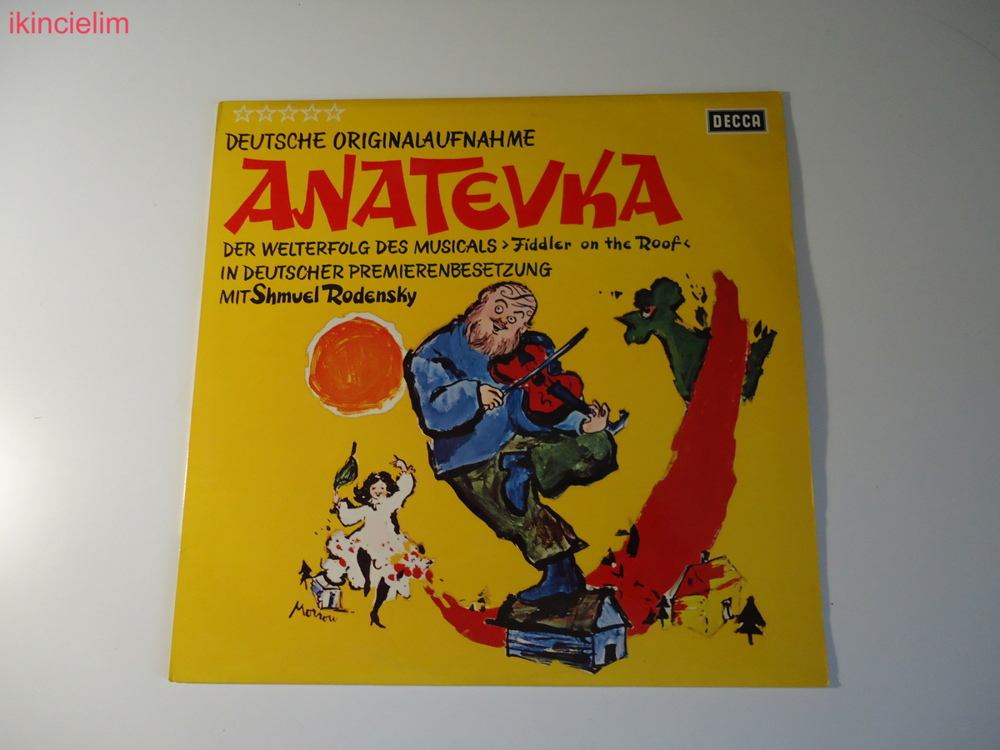 ikincielim
DECCA
DEUTSCHE ORIGINALAUFNAHME
ANATEVKA
DER WELTERFOLG DES MUSICALS >Fiddler on the Roof<
IN DEUTSCHER PREMIERENBESETZUNG
MIT Shmuel Rodensky
Morrow